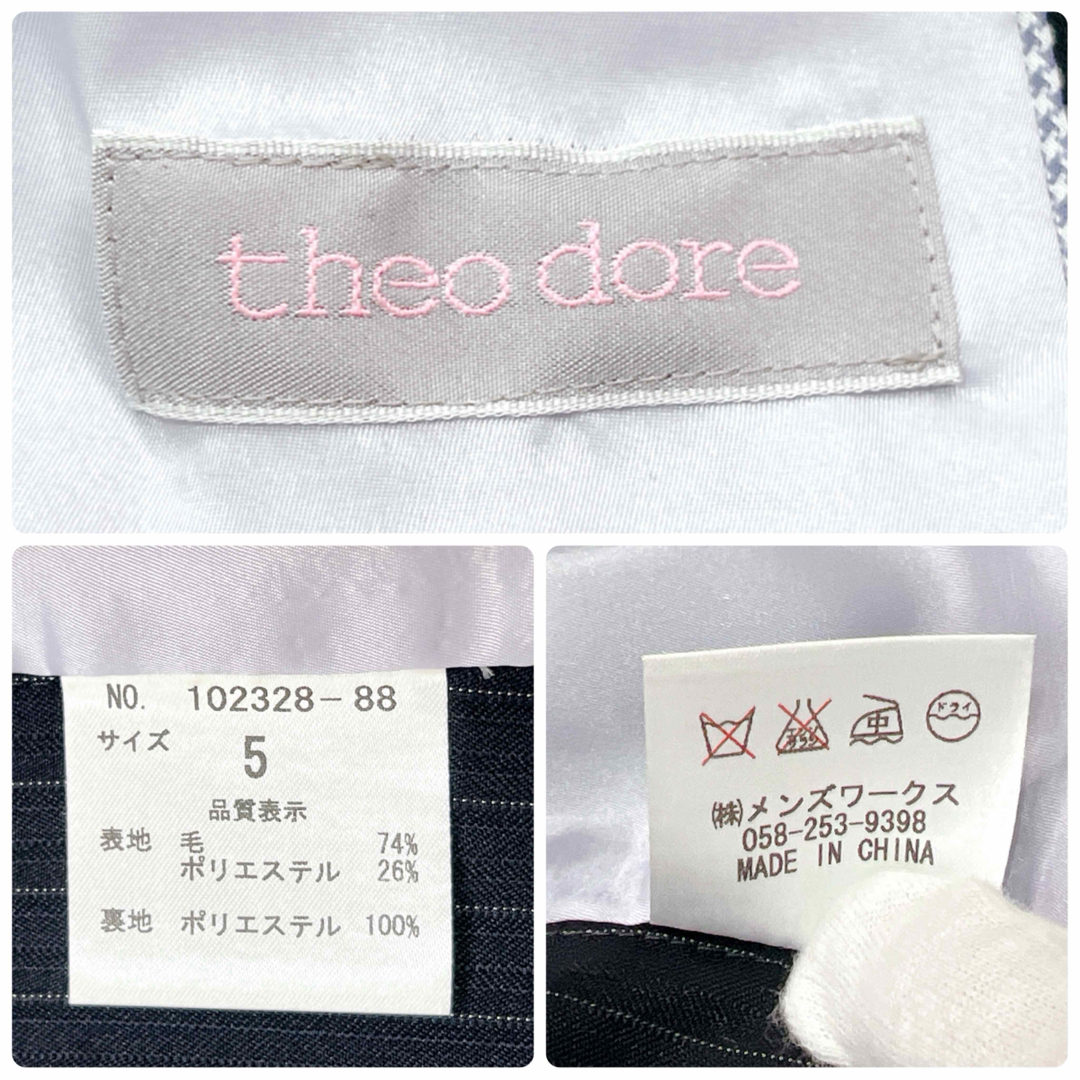 theo dore
NO. 102328-88
サイズ 5
品質表示
表地 毛 74%
ポリエステル 26%
裏地 ポリエステル 100%
中 ドライ
㈱メンズワークス
058-253-9398
MADE IN CHINA